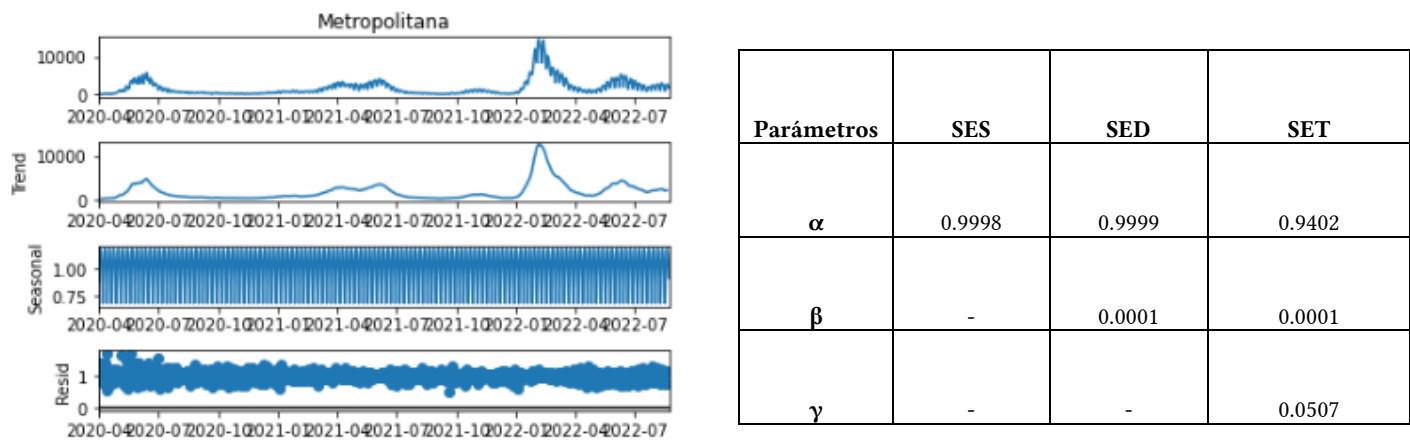 Metropolitana
10000
0
2020-04 2020-07 2020-10 2021-01 2021-04 2021-07 2021-10 2022-01 2022-04 2022-07
Trend
10000
0
2020-04 2020-07 2020-10 2021-01 2021-04 2021-07 2021-10 2022-01 2022-04 2022-07
Seasonal
1.00
0.75
2020-04 2020-07 2020-10 2021-01 2021-04 2021-07 2021-10 2022-01 2022-04 2022-07
Resid
1
0
2020-04 2020-07 2020-10 2021-01 2021-04 2021-07 2021-10 2022-01 2022-04 2022-07
Parámetros SES SED SET
α 0.9998 0.9999 0.9402
β - 0.0001 0.0001
γ - - 0.0507